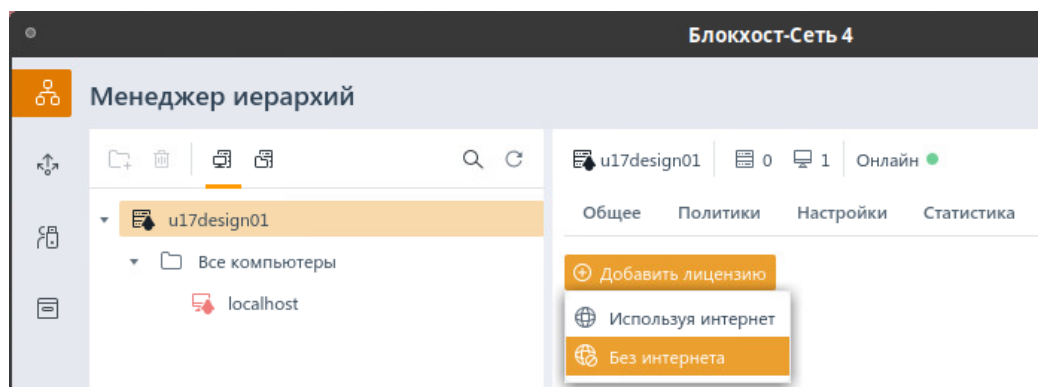 Блокхост-Сеть 4
Менеджер иерархий
u17design01 0 1 Онлайн
u17design01
Общее Политики Настройки Статистика
Все компьютеры
Добавить лицензию
localhost
Используя интернет
Без интернета